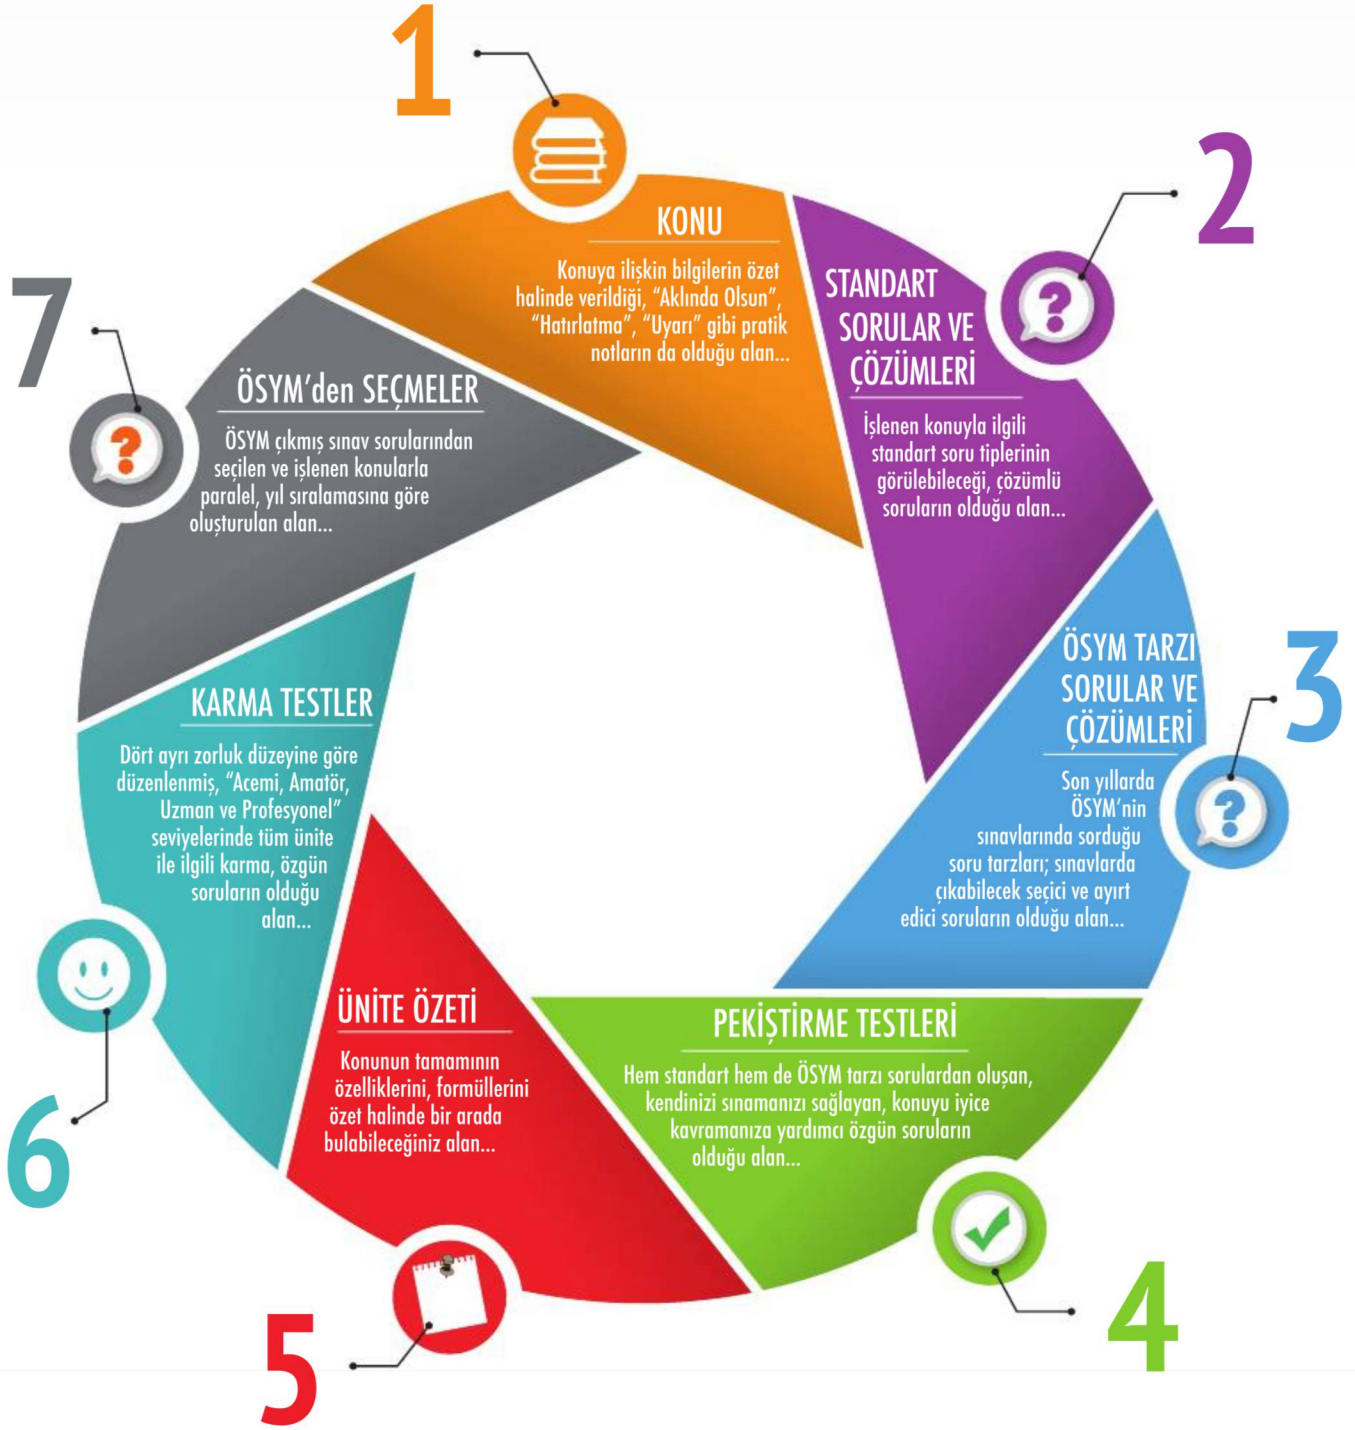 1
KONU
Konuya ilişkin bilgilerin özet
halinde verildiği, “Aklında Olsun”,
“Hatırlatma”, “Uyarı” gibi pratik
notların da olduğu alan...
2
STANDART
SORULAR VE
ÇÖZÜMLERİ
İşlenen konuyla ilgili
standart soru tiplerinin
görülebileceği, çözümlü
soruların olduğu alan...
3
ÖSYM TARZI
SORULAR VE
ÇÖZÜMLERİ
Son yıllarda
ÖSYM’nin
sınavlarında sorduğu
soru tarzları; sınavlarda
çıkabilecek seçici ve ayırt
edici soruların olduğu alan...
4
PEKİŞTİRME TESTLERİ
Hem standart hem de ÖSYM tarzı sorulardan oluşan,
kendinizi sınamanızı sağlayan, konuyu iyice
kavramanıza yardımcı özgün soruların
olduğu alan...
5
ÜNİTE ÖZETİ
Konunun tamamının
özelliklerini, formüllerini
özet halinde bir arada
bulabileceğiniz alan...
6
KARMA TESTLER
Dört ayrı zorluk düzeyine göre
düzenlenmiş, “Acemi, Amatör,
Uzman ve Profesyonel”
seviyelerinde tüm ünite
ile ilgili karma, özgün
soruların olduğu
alan...
7
ÖSYM’den SEÇMELER
ÖSYM çıkmış sınav sorularından
seçilen ve işlenen konularla
paralel, yıl sıralamasına göre
oluşturulan alan...